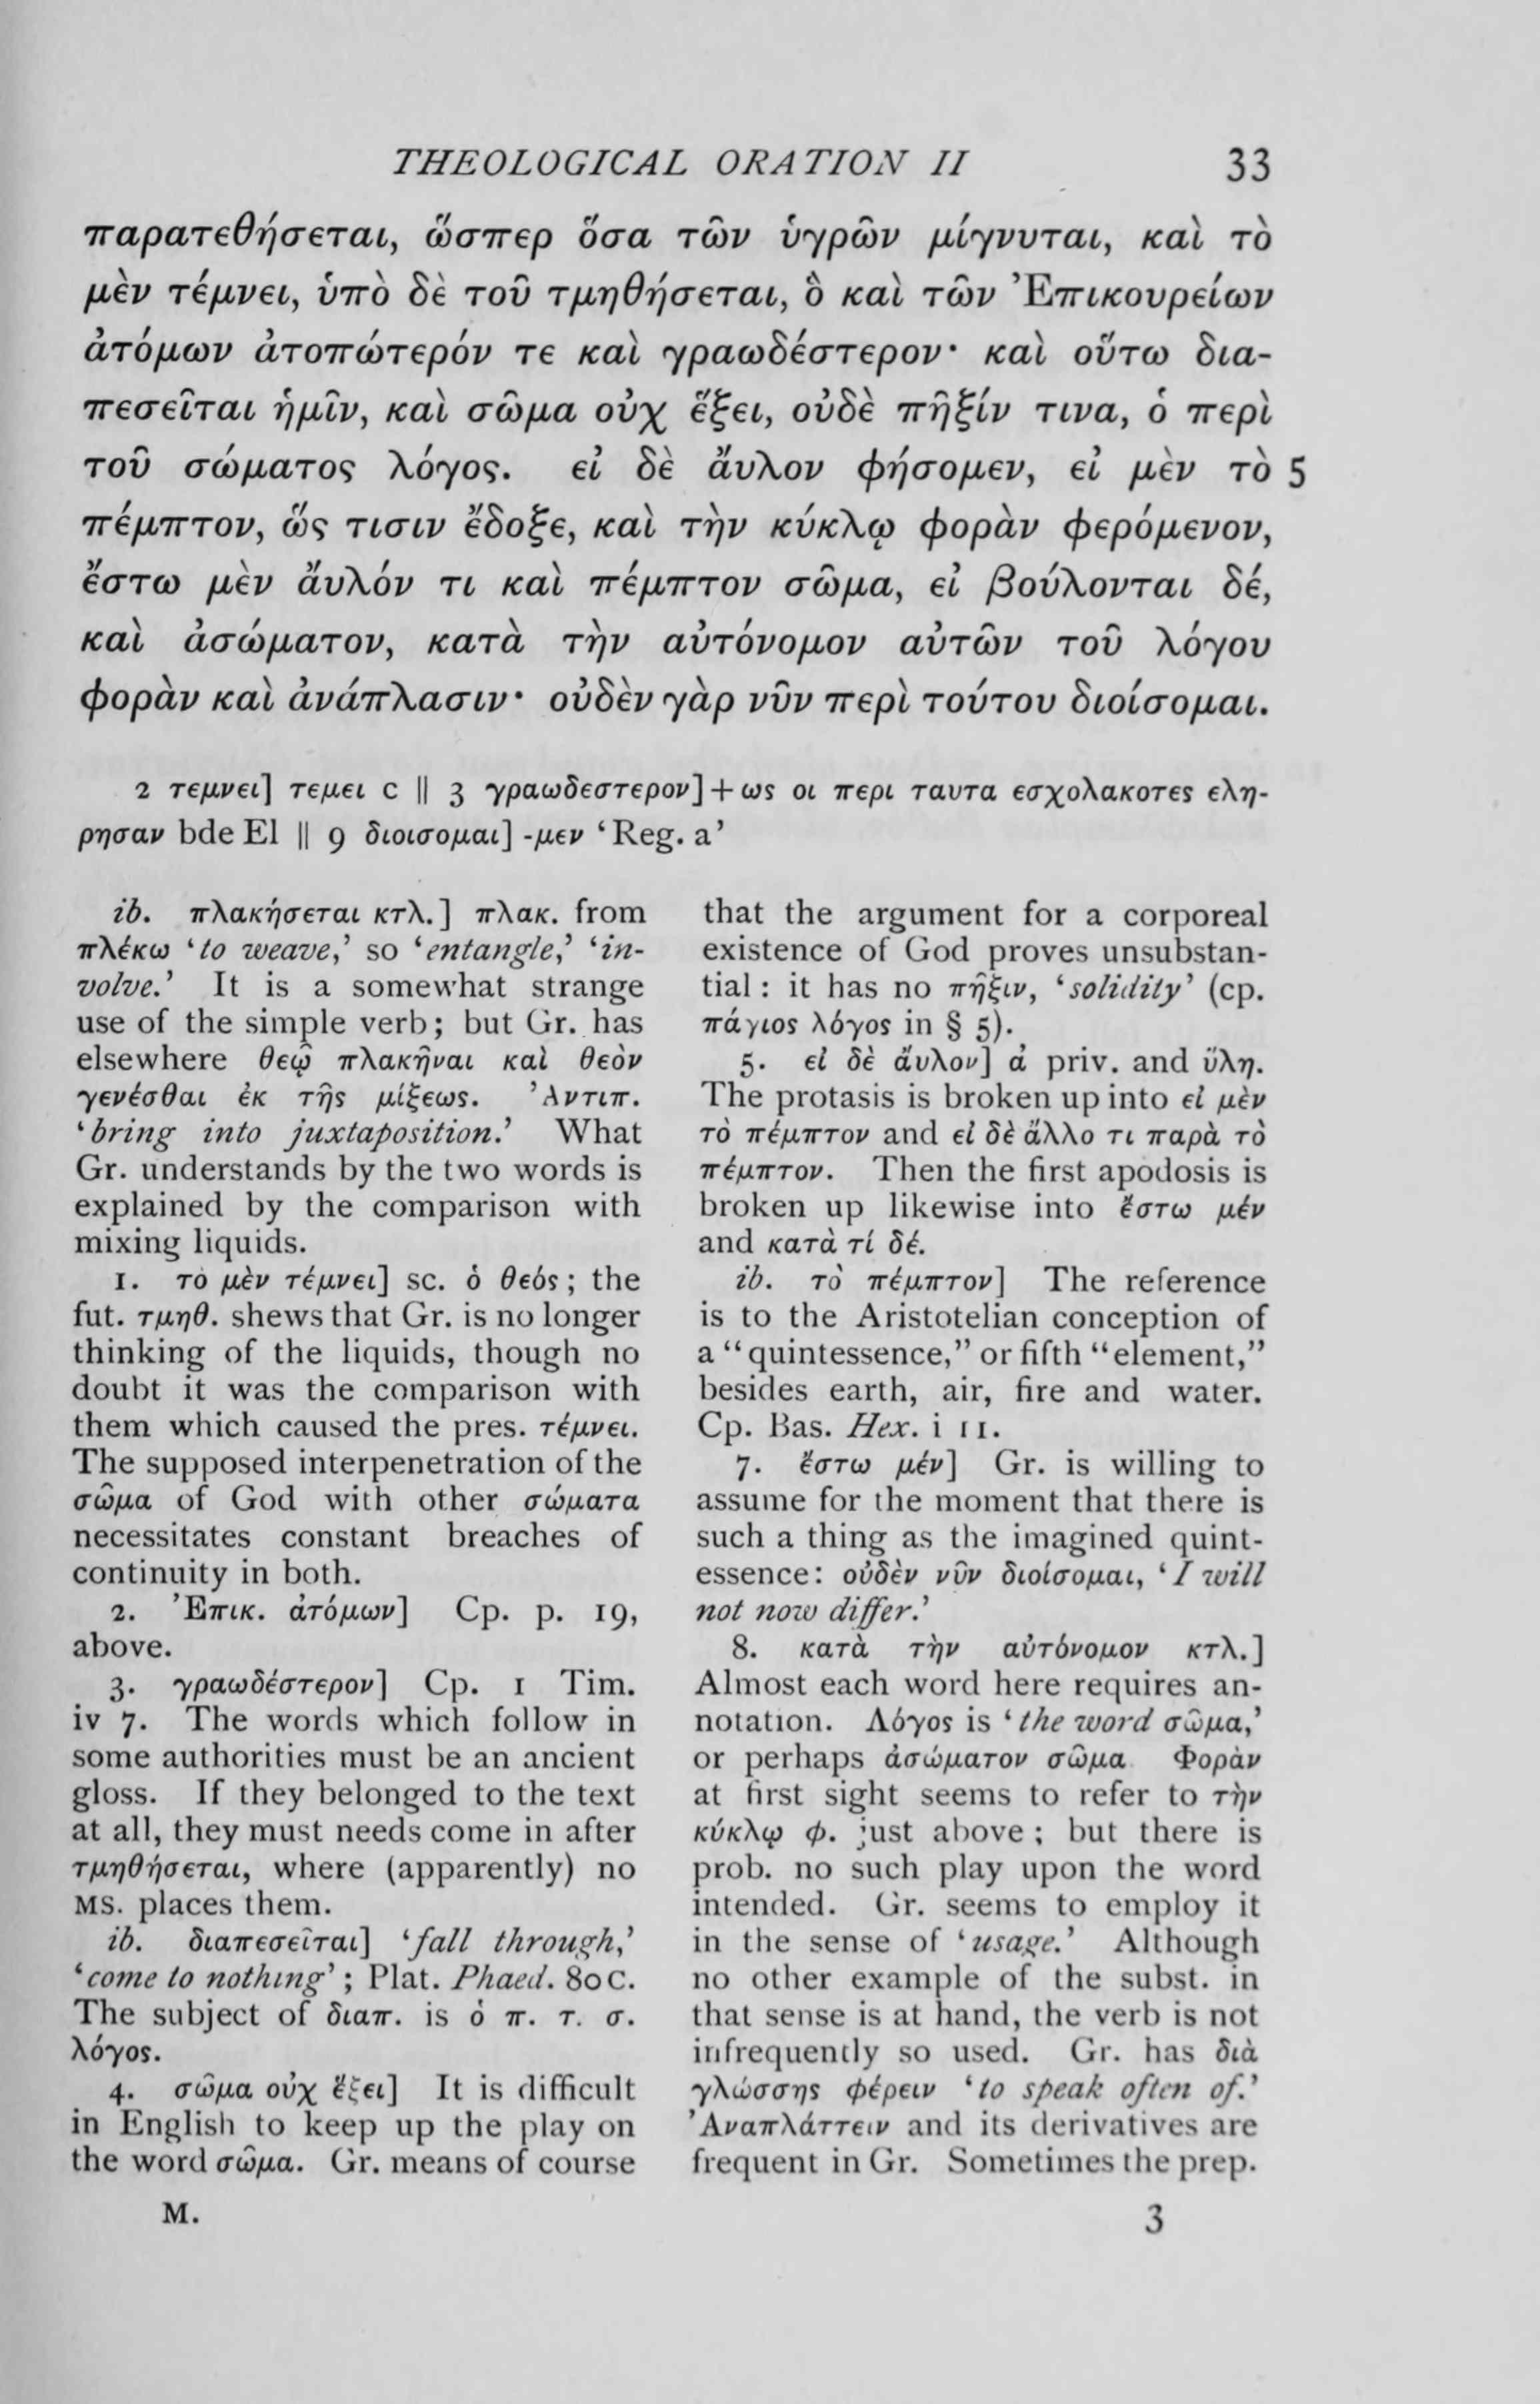 THEOLOGICAL ORATION II 33
παρατεθήσεται, ὥσπερ ὅσα τῶν ὑγρῶν μίγνυται, καὶ τὸ
μὲν τέμνει, ὑπὸ δὲ τοῦ τμηθήσεται, ὃ καὶ τῶν Ἐπικουρείων
ἀτόμων ἀτοπώτερόν τε καὶ γραωδέστερον· καὶ οὕτω δια-
πεσεῖται ἡμῖν, καὶ σῶμα οὐχ ἕξει, οὐδὲ πῆξίν τινα, ὁ περὶ
τοῦ σώματος λόγος. εἰ δὲ ἄυλον φήσομεν, εἰ μὲν τὸ 5
πέμπτον, ὥς τισιν ἔδοξε, καὶ τὴν κύκλῳ φορὰν φερόμενον,
ἔστω μὲν ἄυλόν τι καὶ πέμπτον σῶμα, εἰ βούλονται δέ,
καὶ ἀσώματον, κατὰ τὴν αὐτόνομον αὐτῶν τοῦ λόγου
φορὰν καὶ ἀνάπλασιν· οὐδὲν γὰρ νῦν περὶ τούτου διοίσομαι.
2 τεμνει] τεμει c || 3 γραωδεστερον]+ως οι περι ταυτα εσχολακοτες ελη-
ρησαν bde El || 9 διοισομαι] -μεν ‘Reg. a’
ib. πλακήσεται κτλ.] πλακ. from
πλέκω ‘to weave,’ so ‘entangle,’ ‘in-
volve.’ It is a somewhat strange
use of the simple verb; but Gr. has
elsewhere θεῷ πλακῆναι καὶ θεὸν
γενέσθαι ἐκ τῆς μίξεως. Ἀντιπ.
‘bring into juxtaposition.’ What
Gr. understands by the two words is
explained by the comparison with
mixing liquids.
1. τὸ μὲν τέμνει] sc. ὁ θεός; the
fut. τμηθ. shews that Gr. is no longer
thinking of the liquids, though no
doubt it was the comparison with
them which caused the pres. τέμνει.
The supposed interpenetration of the
σῶμα of God with other σώματα
necessitates constant breaches of
continuity in both.
2. Ἐπικ. ἀτόμων] Cp. p. 19,
above.
3. γραωδέστερον] Cp. 1 Tim.
iv 7. The words which follow in
some authorities must be an ancient
gloss. If they belonged to the text
at all, they must needs come in after
τμηθήσεται, where (apparently) no
MS. places them.
ib. διαπεσεῖται] ‘fall through,’
‘come to nothing’; Plat. Phaed. 80 C.
The subject of διαπ. is ὁ π. τ. σ.
λόγος.
4. σῶμα οὐχ ἕξει] It is difficult
in English to keep up the play on
the word σῶμα. Gr. means of course
that the argument for a corporeal
existence of God proves unsubstan-
tial: it has no πῆξιν, ‘solidity’ (cp.
πάγιος λόγος in § 5).
5. εἰ δὲ ἄυλον] ἀ priv. and ὕλη.
The protasis is broken up into εἰ μὲν
τὸ πέμπτον and εἰ δὲ ἄλλο τι παρὰ τὸ
πέμπτον. Then the first apodosis is
broken up likewise into ἔστω μέν
and κατὰ τί δέ.
ib. τὸ πέμπτον] The reference
is to the Aristotelian conception of
a “quintessence,” or fifth “element,”
besides earth, air, fire and water.
Cp. Bas. Hex. i 11.
7. ἔστω μέν] Gr. is willing to
assume for the moment that there is
such a thing as the imagined quint-
essence: οὐδὲν νῦν διοίσομαι, ‘I will
not now differ.’
8. κατὰ τὴν αὐτόνομον κτλ.]
Almost each word here requires an-
notation. Λόγος is ‘the word σῶμα,’
or perhaps ἀσώματον σῶμα. Φορὰν
at first sight seems to refer to τὴν
κύκλῳ φ. just above; but there is
prob. no such play upon the word
intended. Gr. seems to employ it
in the sense of ‘usage.’ Although
no other example of the subst. in
that sense is at hand, the verb is not
infrequently so used. Gr. has διὰ
γλώσσης φέρειν ‘to speak often of.’
Ἀναπλάττειν and its derivatives are
frequent in Gr. Sometimes the prep.
M. 3